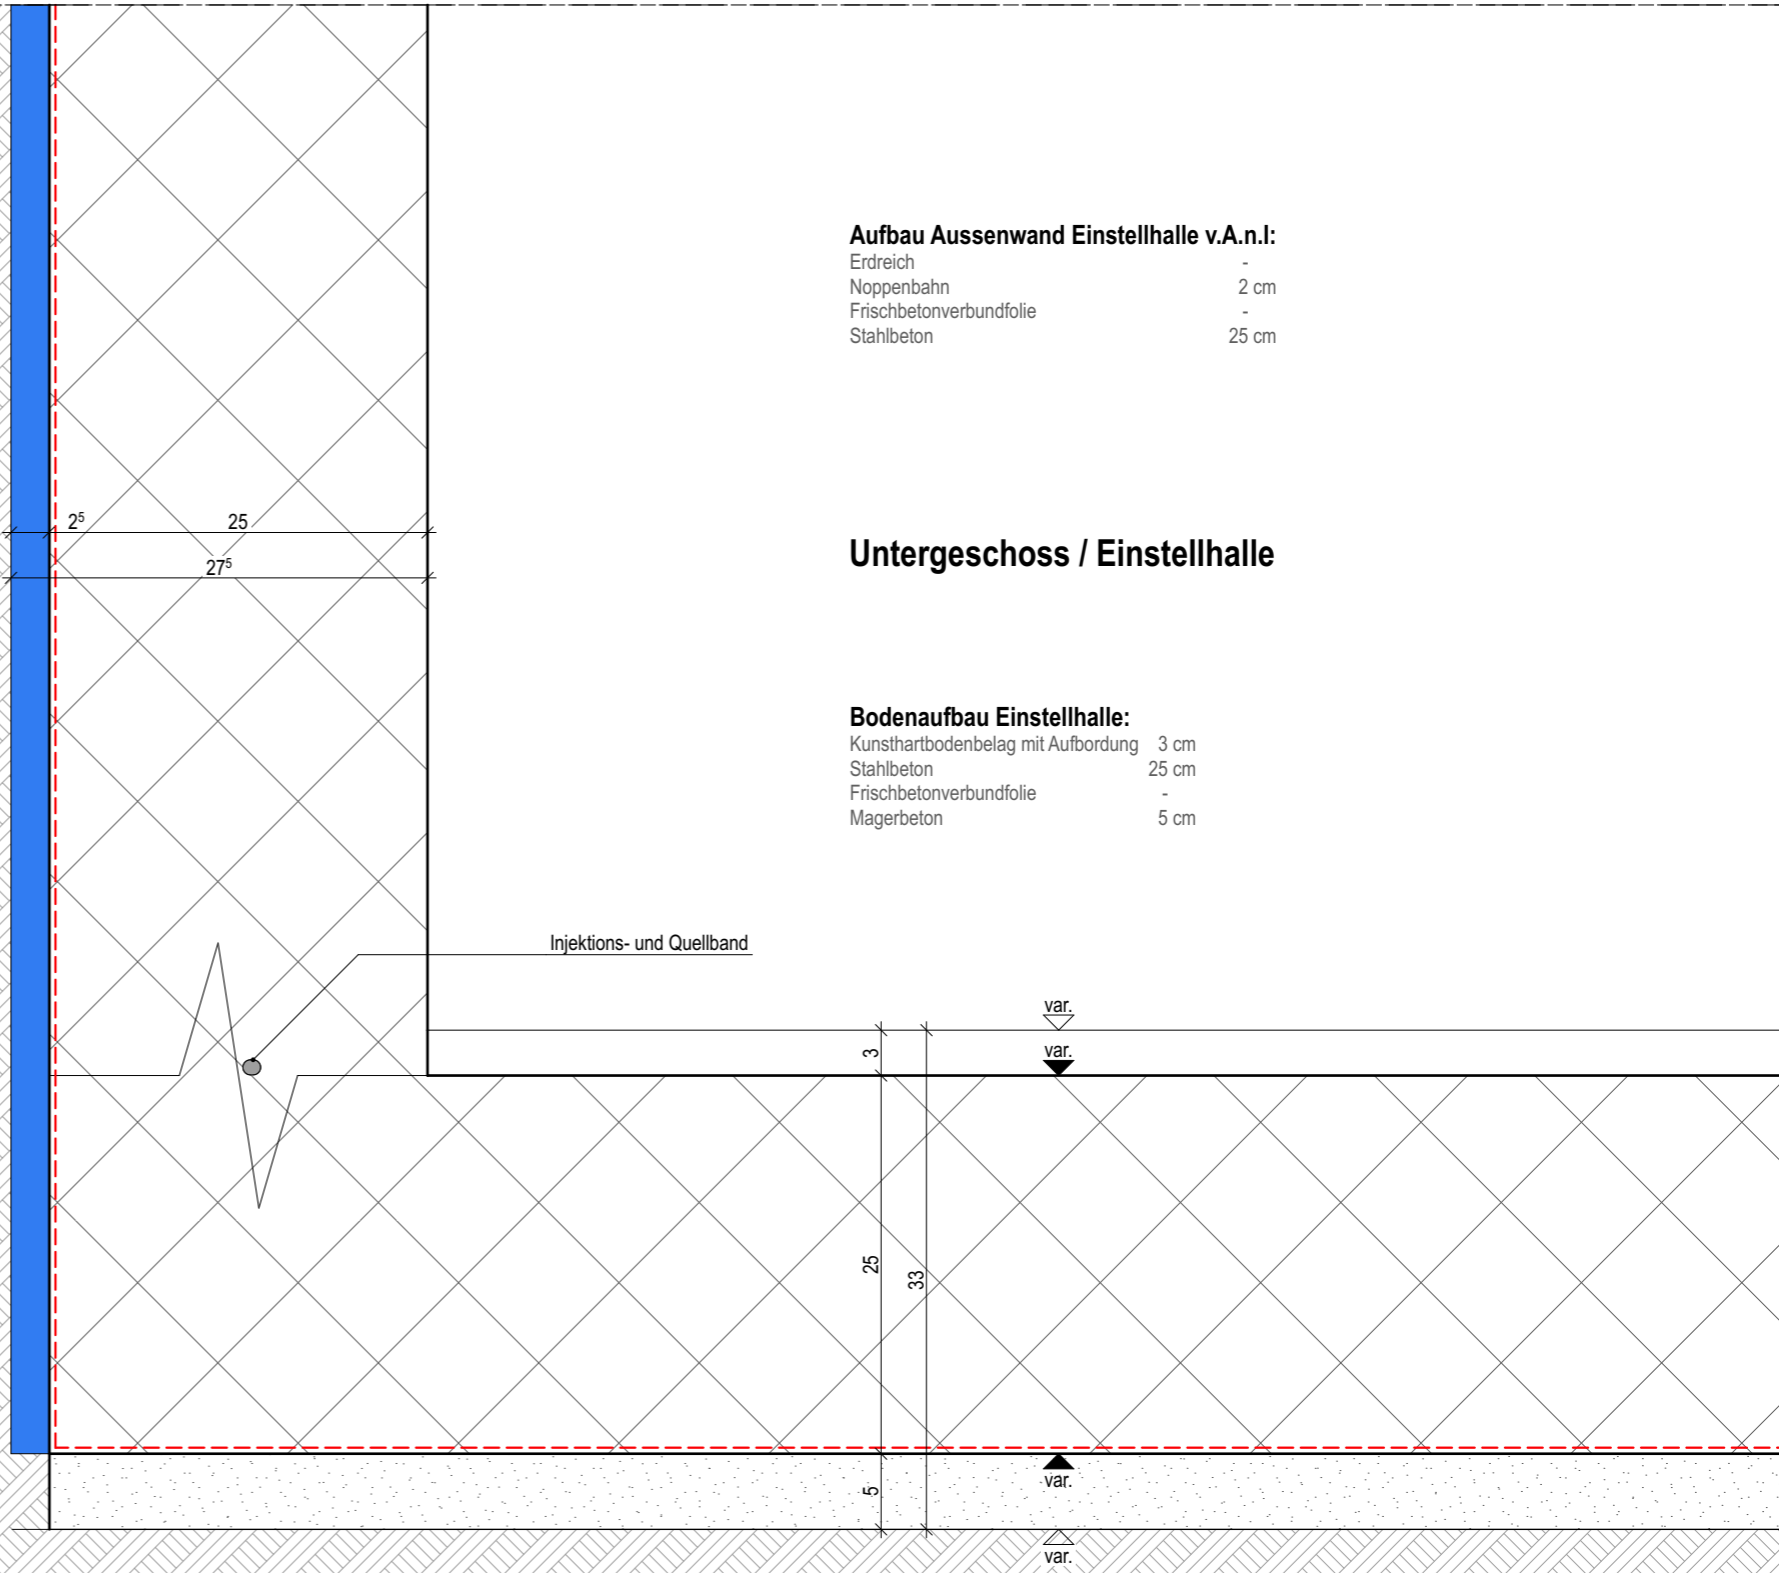 Aufbau Aussenwand Einstellhalle v.A.n.I:
Erdreich -
Noppenbahn 2 cm
Frischbetonverbundfolie -
Stahlbeton 25 cm
2⁵ 25
27⁵
Untergeschoss / Einstellhalle
Bodenaufbau Einstellhalle:
Kunsthartbodenbelag mit Aufbordung 3 cm
Stahlbeton 25 cm
Frischbetonverbundfolie -
Magerbeton 5 cm
Injektions- und Quellband
var.
var.
3
25
33
5
var.
var.